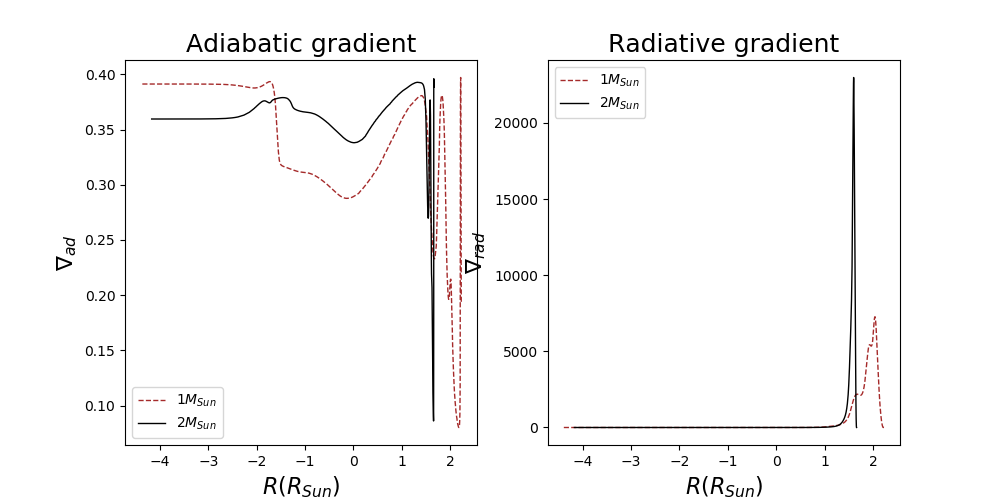 Adiabatic gradient
0.40
0.35
0.30
0.25
0.20
0.15
0.10
∇ad
1MSun
2MSun
−4 −3 −2 −1 0 1 2
R(RSun)
Radiative gradient
1MSun
2MSun
20000
15000
10000
5000
0
∇rad
−4 −3 −2 −1 0 1 2
R(RSun)